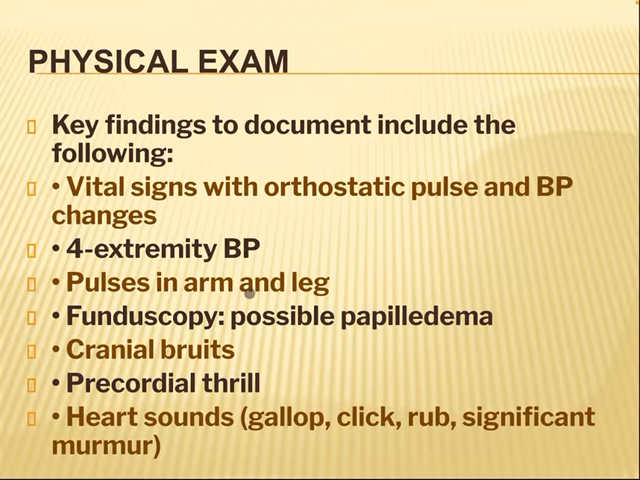 PHYSICAL EXAM
Key findings to document include the
following:
• Vital signs with orthostatic pulse and BP
changes
• 4-extremity BP
• Pulses in arm and leg
• Funduscopy: possible papilledema
• Cranial bruits
• Precordial thrill
• Heart sounds (gallop, click, rub, significant
murmur)